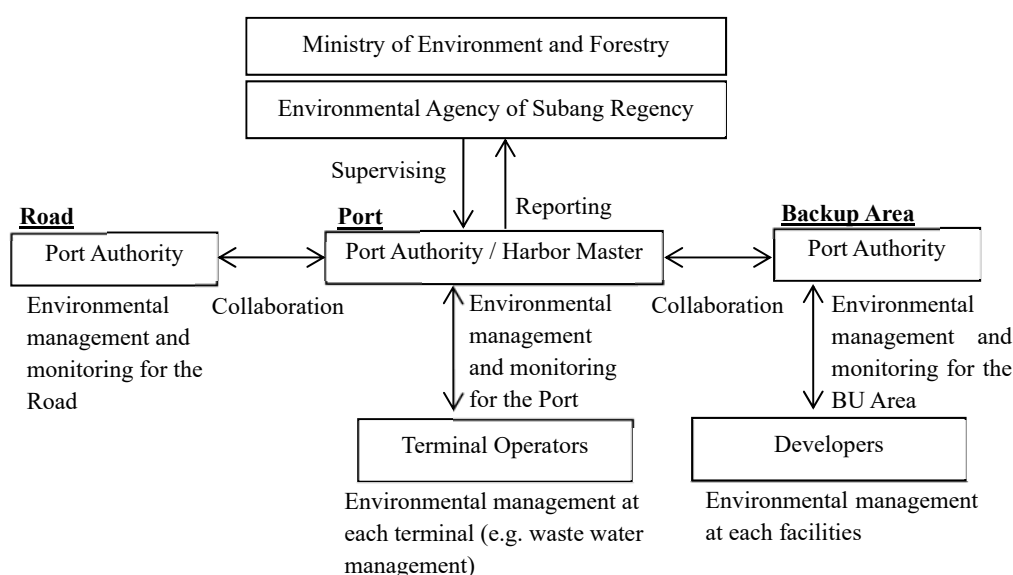 Ministry of Environment and Forestry
Environmental Agency of Subang Regency
Supervising
Reporting
Road
Port Authority
Environmental
management and
monitoring for the
Road
Collaboration
Port
Port Authority / Harbor Master
Environmental
management
and monitoring
for the Port
Collaboration
Backup Area
Port Authority
Environmental
management and
monitoring for the
BU Area
Terminal Operators
Environmental management at
each terminal (e.g. waste water
management)
Developers
Environmental management
at each facilities